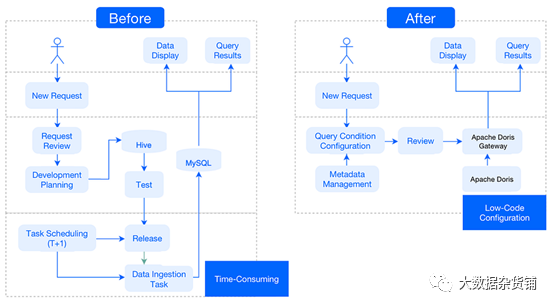 Before
Data
Display
Query
Results
New Request
Request
Review
Development
Planning
Hive
Test
MySQL
Task Scheduling
(T+1)
Release
Data Ingestion
Task
Time-Consuming
After
Data
Display
Query
Results
New Request
Query Condition
Configuration
Review
Apache Doris
Gateway
Metadata
Management
Apache Doris
Low-Code
Configuration
大数据杂货铺